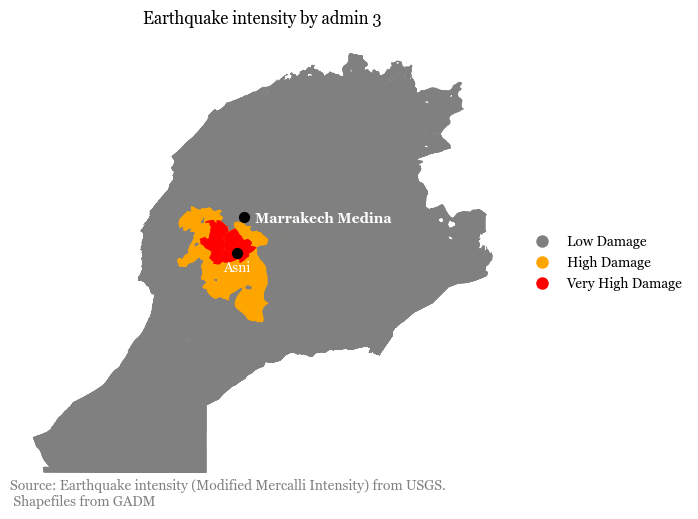 Earthquake intensity by admin 3
Marrakech Medina
Asni
Low Damage
High Damage
Very High Damage
Source: Earthquake intensity (Modified Mercalli Intensity) from USGS.
Shapefiles from GADM